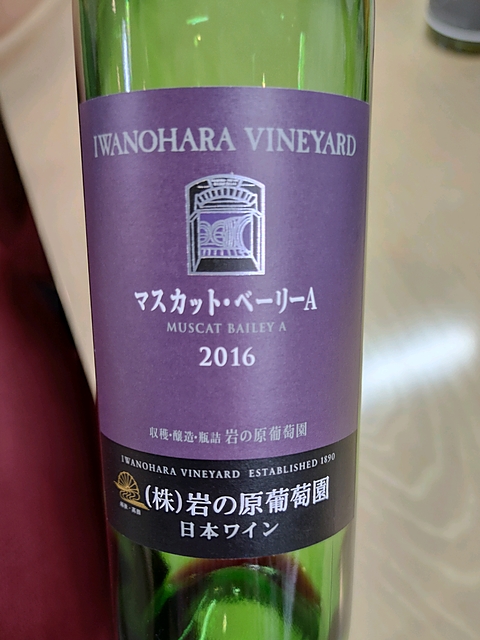 IWANOHARA VINEYARD
マスカット・ベーリーA
MUSCAT BAILEY A
2016
収穫・醸造・瓶詰 岩の原葡萄園
IWANOHARA VINEYARD ESTABLISHED 1890
(株)岩の原葡萄園
日本ワイン